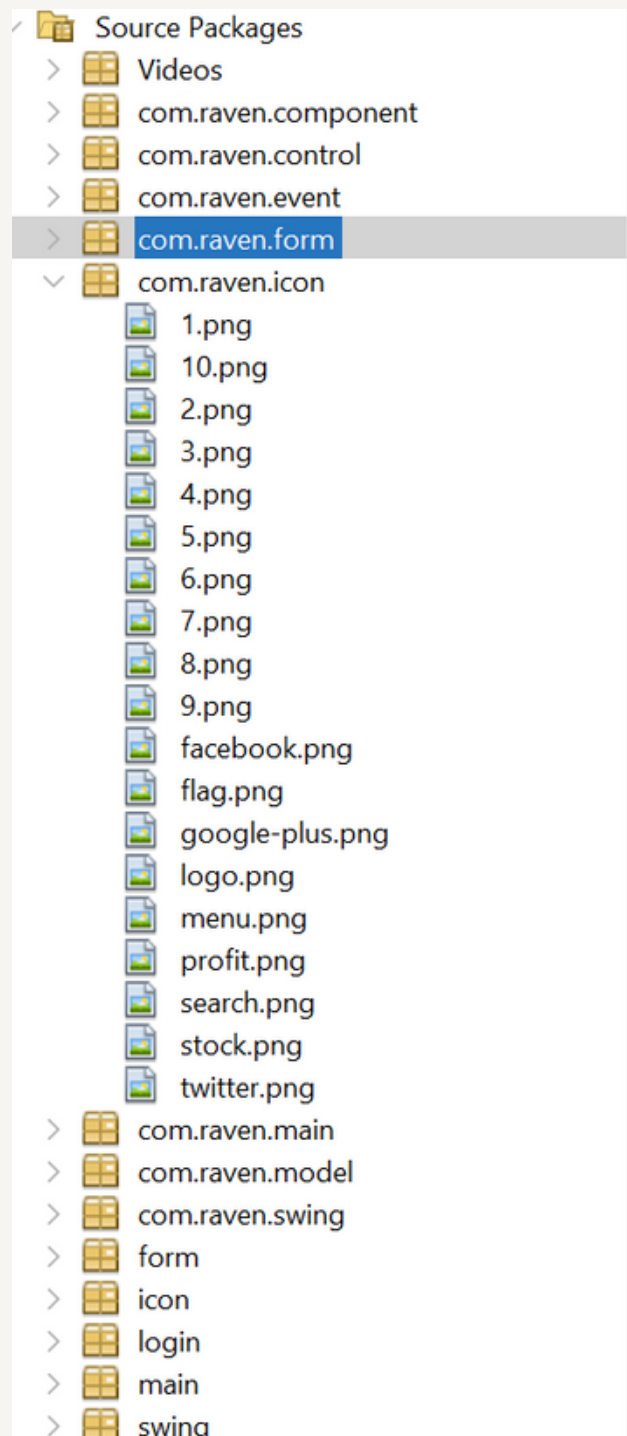 Source Packages
Videos
com.raven.component
com.raven.control
com.raven.event
com.raven.form
com.raven.icon
1.png
10.png
2.png
3.png
4.png
5.png
6.png
7.png
8.png
9.png
facebook.png
flag.png
google-plus.png
logo.png
menu.png
profit.png
search.png
stock.png
twitter.png
com.raven.main
com.raven.model
com.raven.swing
form
icon
login
main
swing